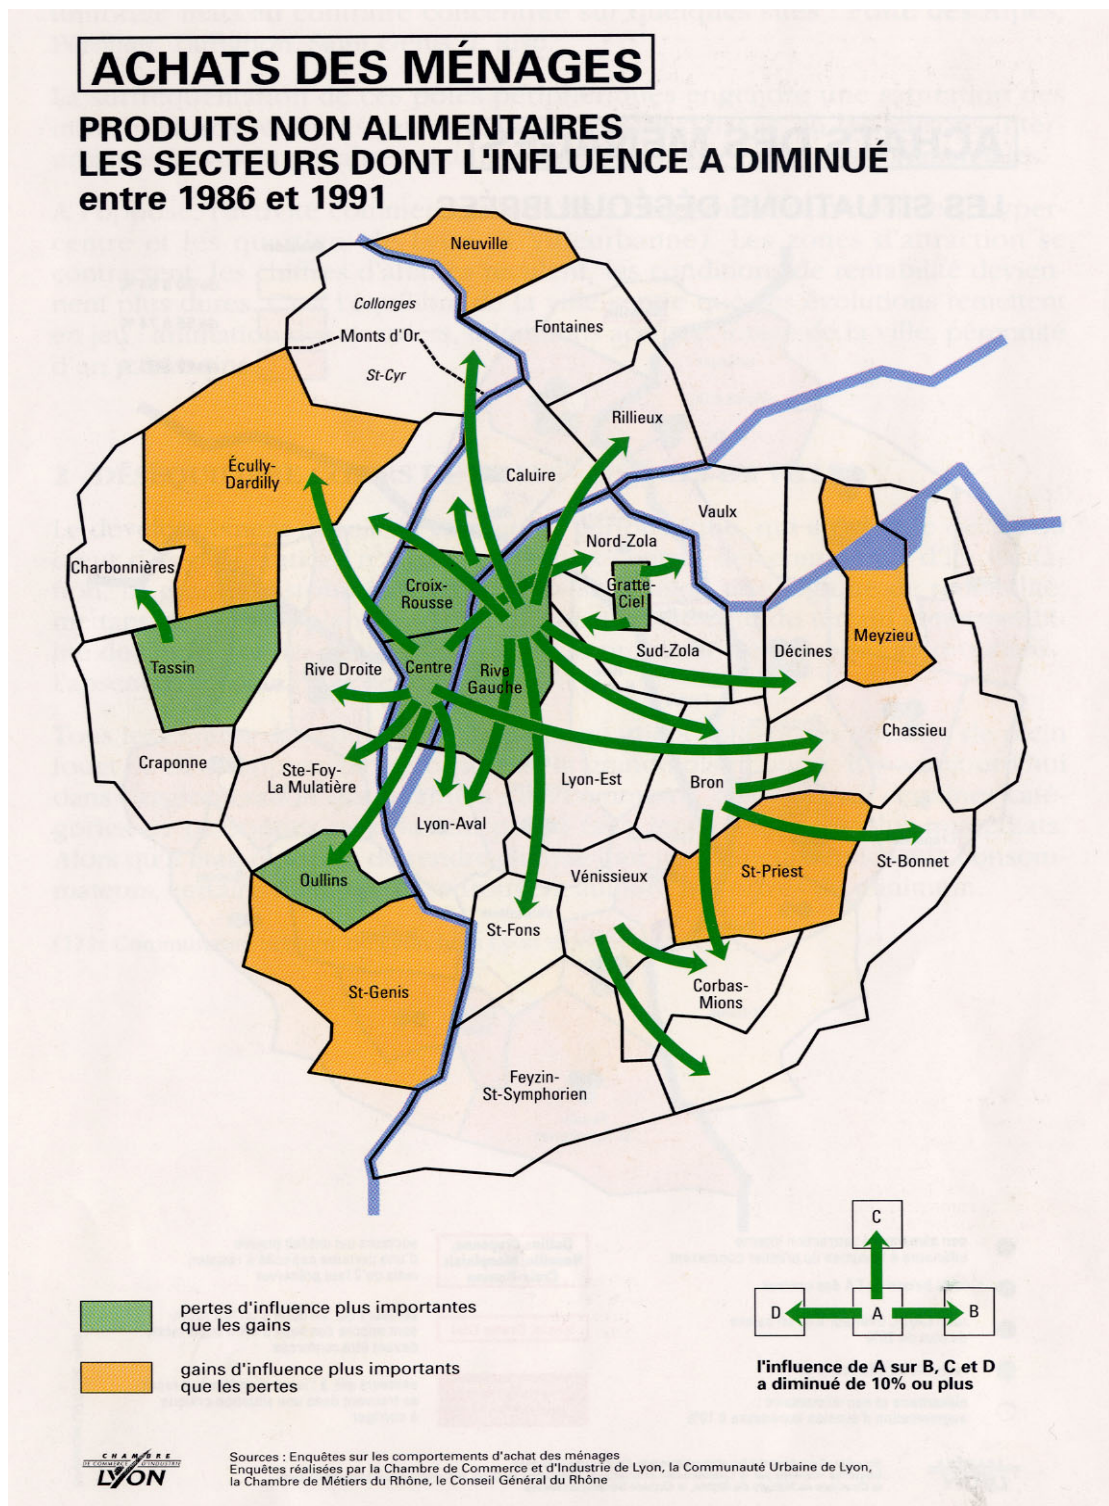 ACHATS DES MÉNAGES
PRODUITS NON ALIMENTAIRES
LES SECTEURS DONT L'INFLUENCE A DIMINUÉ
entre 1986 et 1991
Neuville
Collonges
Fontaines
Monts d'Or
St-Cyr
Rillieux
Écully-
Dardilly
Caluire
Vaulx
Nord-Zola
Charbonnières
Croix-
Rousse
Gratte-
Ciel
Meyzieu
Tassin
Rive Droite
Centre
Rive
Gauche
Sud-Zola
Décines
Chassieu
Craponne
Ste-Foy-
La Mulatière
Lyon-Est
Bron
Lyon-Aval
Oullins
Vénissieux
St-Priest
St-Bonnet
St-Fons
St-Genis
Corbas-
Mions
Feyzin-
St-Symphorien
C
D
A
B
pertes d'influence plus importantes
que les gains
gains d'influence plus importants
que les pertes
l'influence de A sur B, C et D
a diminué de 10% ou plus
CHAMBRE
DE COMMERCE ET D'INDUSTRIE
LYON
Sources : Enquêtes sur les comportements d'achat des ménages
Enquêtes réalisées par la Chambre de Commerce et d'Industrie de Lyon, la Communauté Urbaine de Lyon,
la Chambre de Métiers du Rhône, le Conseil Général du Rhône